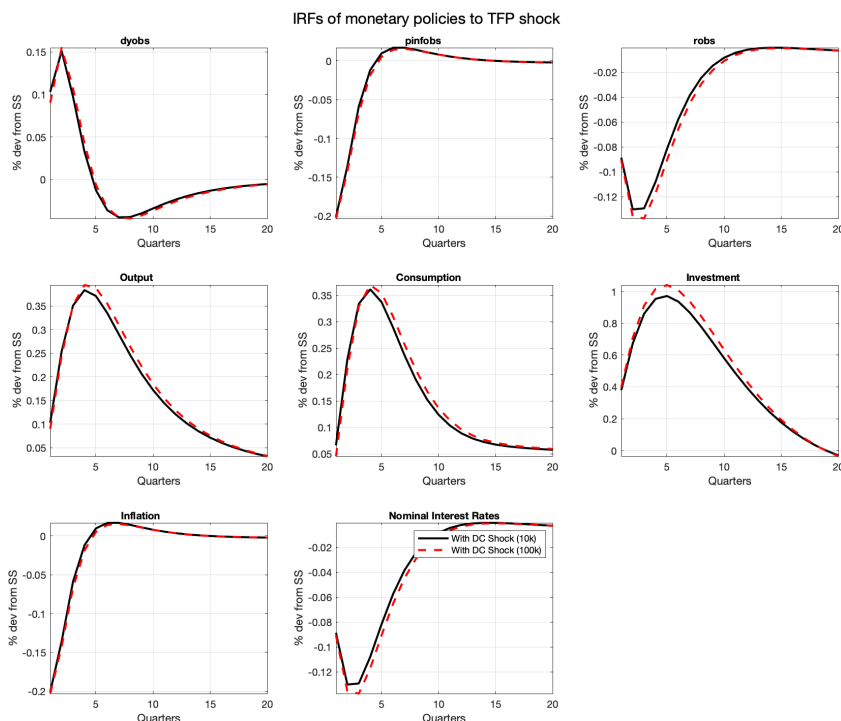 IRFs of monetary policies to TFP shock
dyobs
% dev from SS
0.15
0.1
0.05
0
5
10
15
20
Quarters
pinfobs
% dev from SS
0
-0.05
-0.1
-0.15
-0.2
5
10
15
20
Quarters
robs
% dev from SS
-0.02
-0.04
-0.06
-0.08
-0.1
-0.12
5
10
15
20
Quarters
Output
% dev from SS
0.35
0.3
0.25
0.2
0.15
0.1
0.05
5
10
15
20
Quarters
Consumption
% dev from SS
0.35
0.3
0.25
0.2
0.15
0.1
0.05
5
10
15
20
Quarters
Investment
% dev from SS
1
0.8
0.6
0.4
0.2
0
5
10
15
20
Quarters
Inflation
% dev from SS
0
-0.05
-0.1
-0.15
-0.2
5
10
15
20
Quarters
Nominal Interest Rates
% dev from SS
-0.02
-0.04
-0.06
-0.08
-0.1
-0.12
With DC Shock (10k)
With DC Shock (100k)
5
10
15
20
Quarters